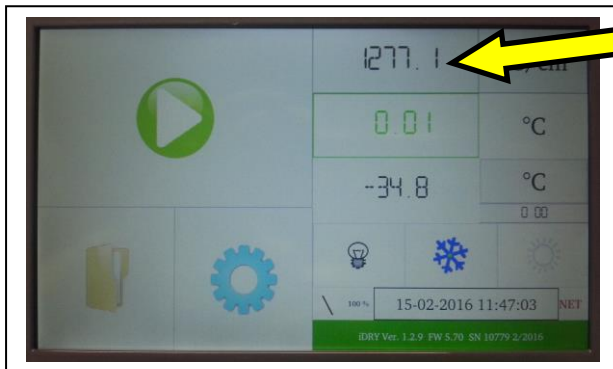 1277.1
0.01 °C
-34.8 °C
0 00
100 % 15-02-2016 11:47:03 NET
iDRY Ver. 1.2.9 FW 5.70 SN 10779 2/2016